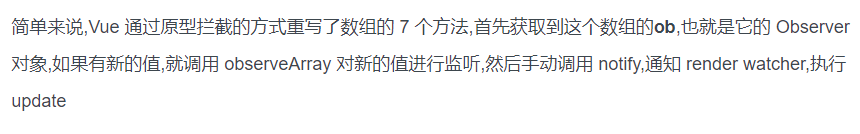 简单来说,Vue 通过原型拦截的方式重写了数组的 7 个方法,首先获取到这个数组的ob,也就是它的 Observer
对象,如果有新的值,就调用 observeArray 对新的值进行监听,然后手动调用 notify,通知 render watcher,执行
update